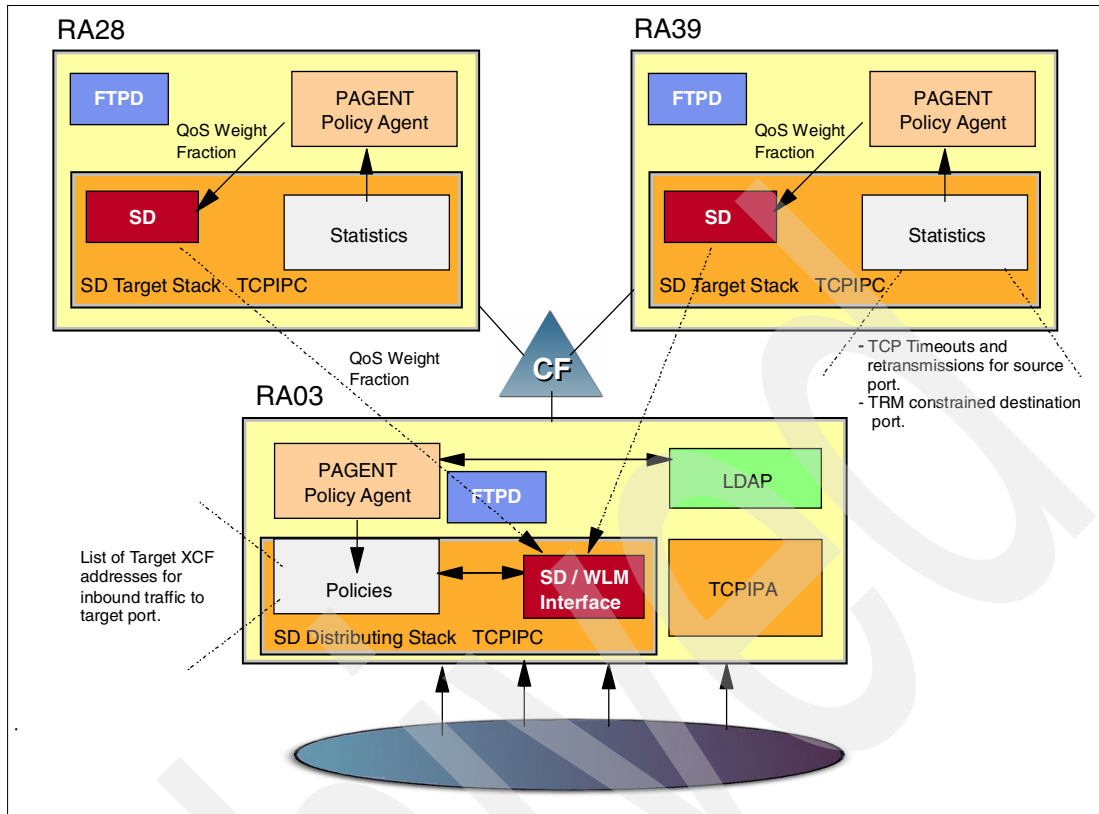 RA28
FTPD
PAGENT
Policy Agent
QoS Weight
Fraction
SD
Statistics
SD Target Stack TCPIPC
RA39
FTPD
PAGENT
Policy Agent
QoS Weight
Fraction
SD
Statistics
SD Target Stack TCPIPC
CF
QoS Weight
Fraction
- TCP Timeouts and
retransmissions for source
port.
- TRM constrained destination
port.
RA03
PAGENT
Policy Agent
FTPD
LDAP
List of Target XCF
addresses for
inbound traffic to
target port.
Policies
SD / WLM
Interface
TCPIPA
SD Distributing Stack TCPIPC
.